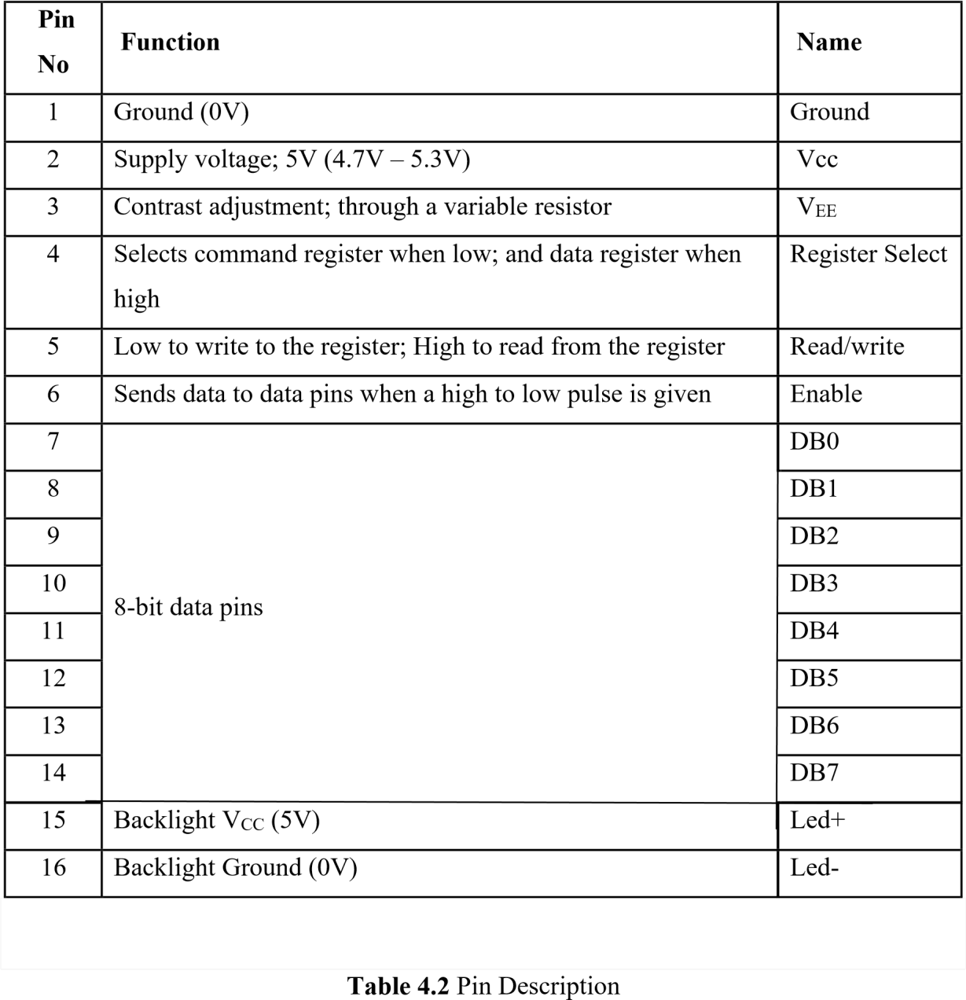 Pin No Function Name
1 Ground (0V) Ground
2 Supply voltage; 5V (4.7V – 5.3V) Vcc
3 Contrast adjustment; through a variable resistor VEE
4 Selects command register when low; and data register when high Register Select
5 Low to write to the register; High to read from the register Read/write
6 Sends data to data pins when a high to low pulse is given Enable
7 8-bit data pins DB0
8 DB1
9 DB2
10 DB3
11 DB4
12 DB5
13 DB6
14 DB7
15 Backlight VCC (5V) Led+
16 Backlight Ground (0V) Led-
Table 4.2 Pin Description